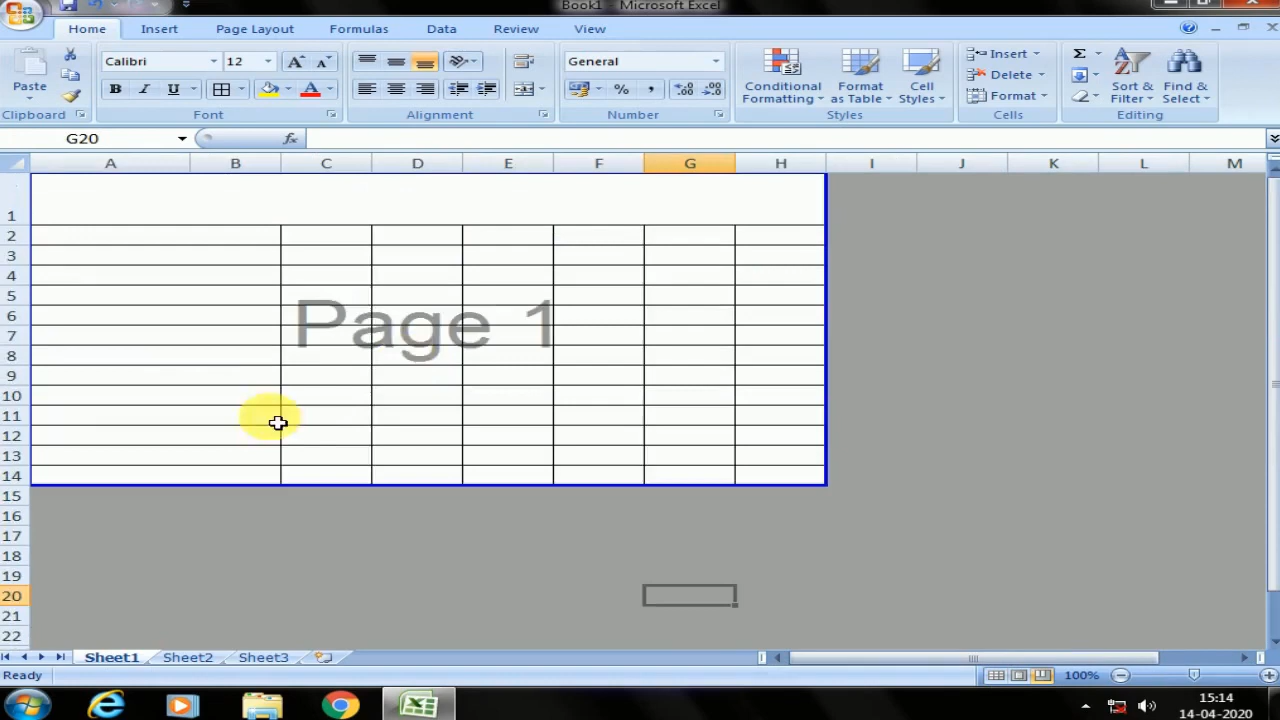 Book1 - Microsoft Excel
Home Insert Page Layout Formulas Data Review View
Paste
Clipboard
Calibri 12
B I U A
Font
Alignment
General
% ,
Number
Conditional Formatting
Format as Table
Cell Styles
Styles
Insert
Delete
Format
Cells
Σ
Sort & Filter
Find & Select
Editing
G20 fx
A B C D E F G H I J K L M
1
2
3
4
5
6
7
8
9
10
11
12
13
14
15
16
17
18
19
20
21
22
Page 1
Sheet1 Sheet2 Sheet3
Ready 100%
15:14
14-04-2020